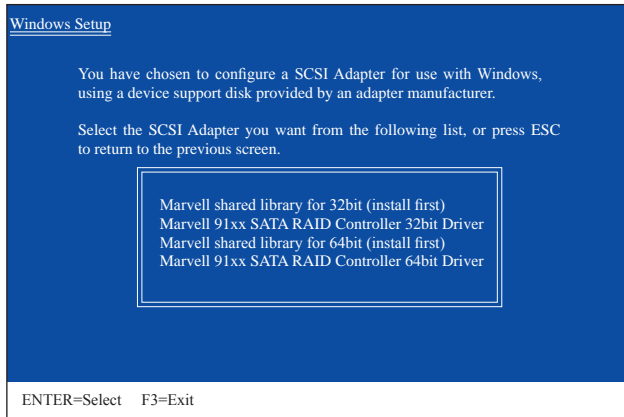 Windows Setup
You have chosen to configure a SCSI Adapter for use with Windows,
using a device support disk provided by an adapter manufacturer.
Select the SCSI Adapter you want from the following list, or press ESC
to return to the previous screen.
Marvell shared library for 32bit (install first)
Marvell 91xx SATA RAID Controller 32bit Driver
Marvell shared library for 64bit (install first)
Marvell 91xx SATA RAID Controller 64bit Driver
ENTER=Select F3=Exit